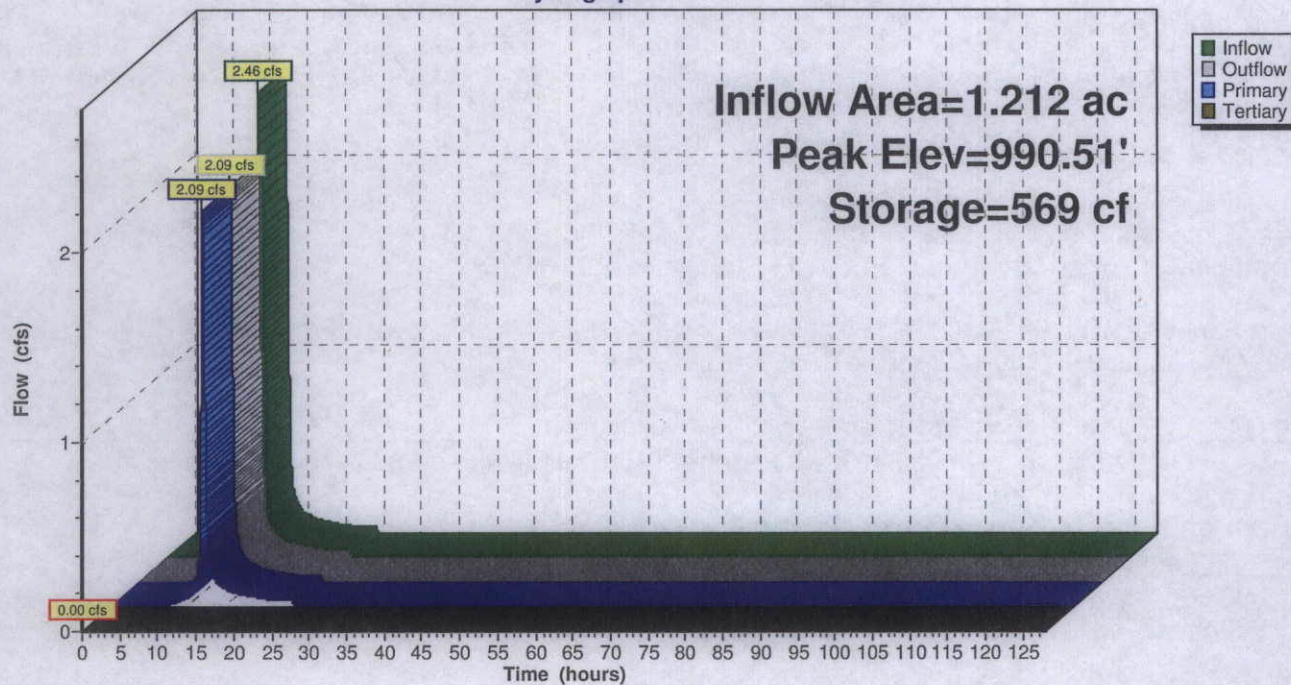 Inflow
Outflow
Primary
Tertiary
Inflow Area=1.212 ac
Peak Elev=990.51'
Storage=569 cf
2.46 cfs
2.09 cfs
2.09 cfs
0.00 cfs
Flow (cfs)
2
1
0
0 5 10 15 20 25 30 35 40 45 50 55 60 65 70 75 80 85 90 95 100 105 110 115 120 125
Time (hours)